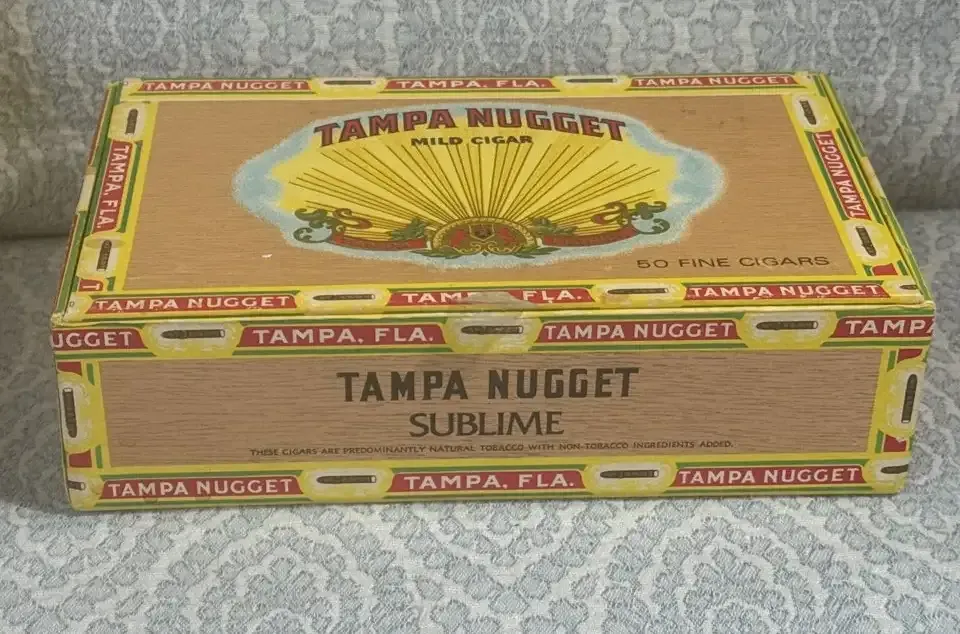 TAMPA NUGGET TAMPA, FLA. TAMPA NUGGET
TAMPA NUGGET
MILD CIGAR
TAMPA, FLA.
TAMPA NUGGET
50 FINE CIGARS
TAMPA NUGGET TAMPA, FLA. TAMPA NUGGET
UGGET TAMPA, FLA. TAMPA NUGGET TAMPA
TAMPA NUGGET
SUBLIME
THESE CIGARS ARE PREDOMINANTLY NATURAL TOBACCO WITH NON-TOBACCO INGREDIENTS ADDED.
TAMPA NUGGET TAMPA, FLA. TAMPA NUGGET